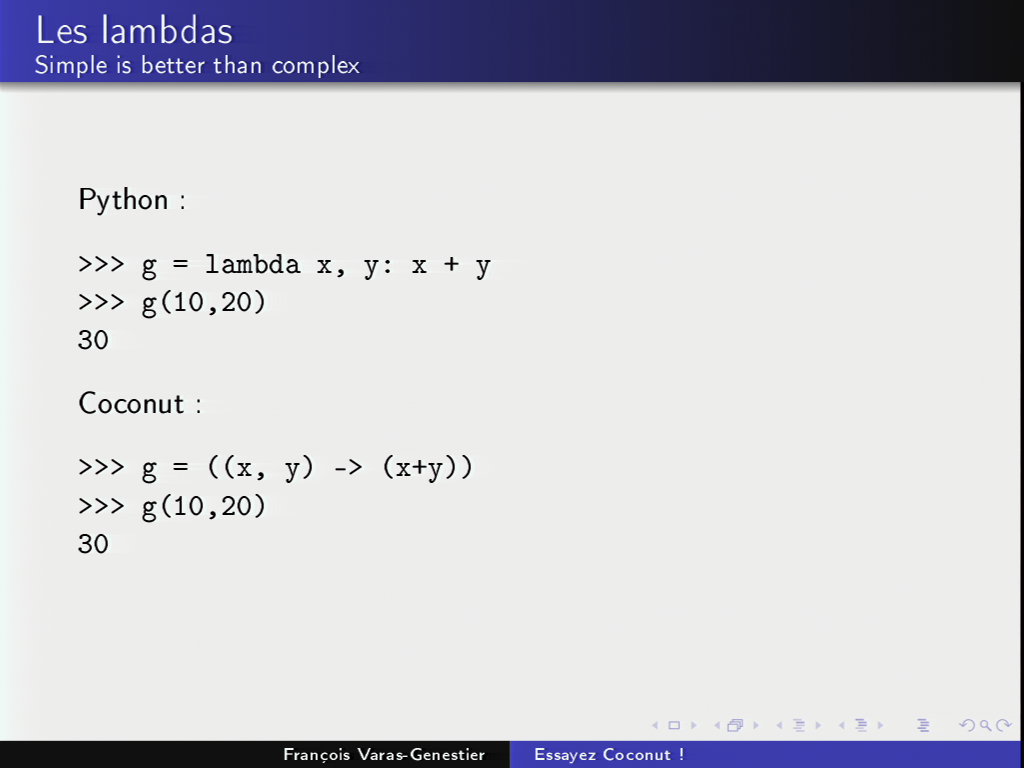 Les lambdas
Simple is better than complex
Python :
>>> g = lambda x, y: x + y
>>> g(10,20)
30
Coconut :
>>> g = ((x, y) -> (x+y))
>>> g(10,20)
30
François Varas-Genestier
Essayez Coconut !